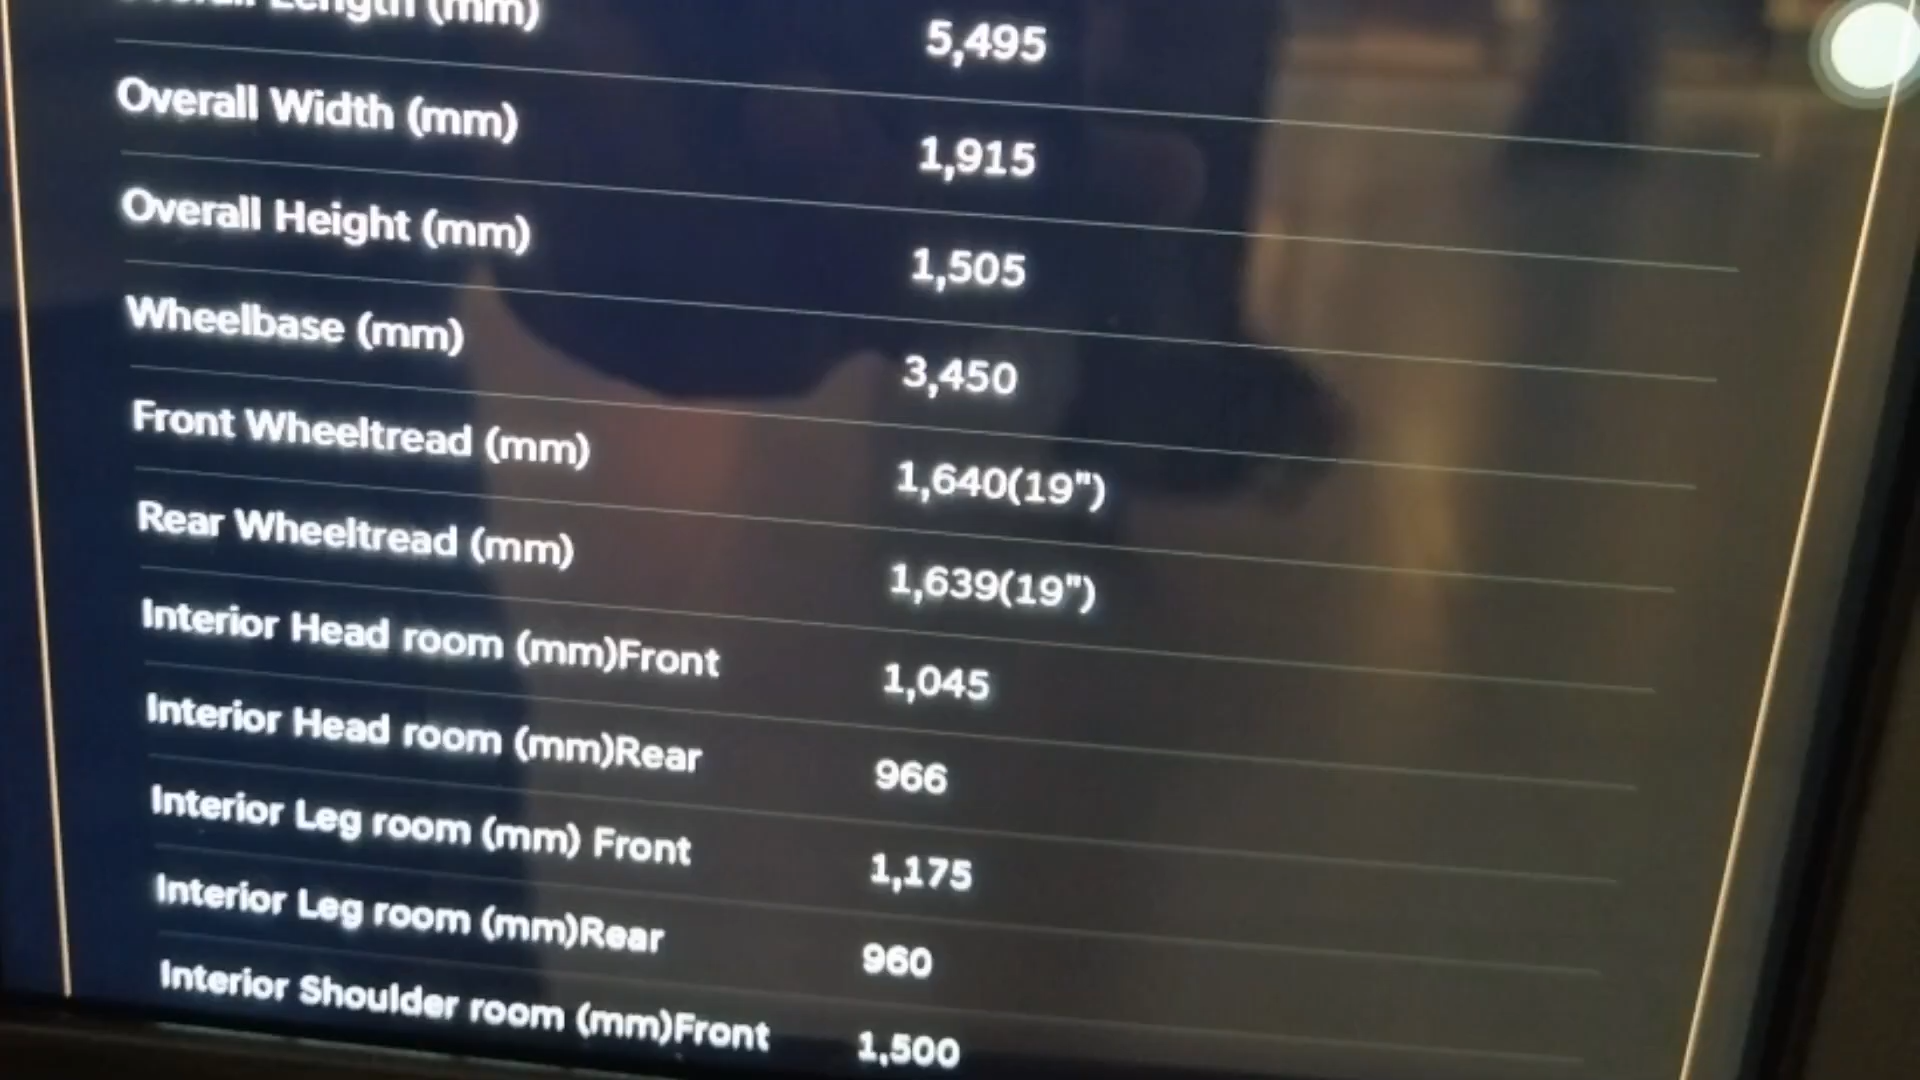 Length (mm) 5,495
Overall Width (mm) 1,915
Overall Height (mm) 1,505
Wheelbase (mm) 3,450
Front Wheeltread (mm) 1,640(19")
Rear Wheeltread (mm) 1,639(19")
Interior Head room (mm)Front 1,045
Interior Head room (mm)Rear 966
Interior Leg room (mm) Front 1,175
Interior Leg room (mm)Rear 960
Interior Shoulder room (mm)Front 1,500